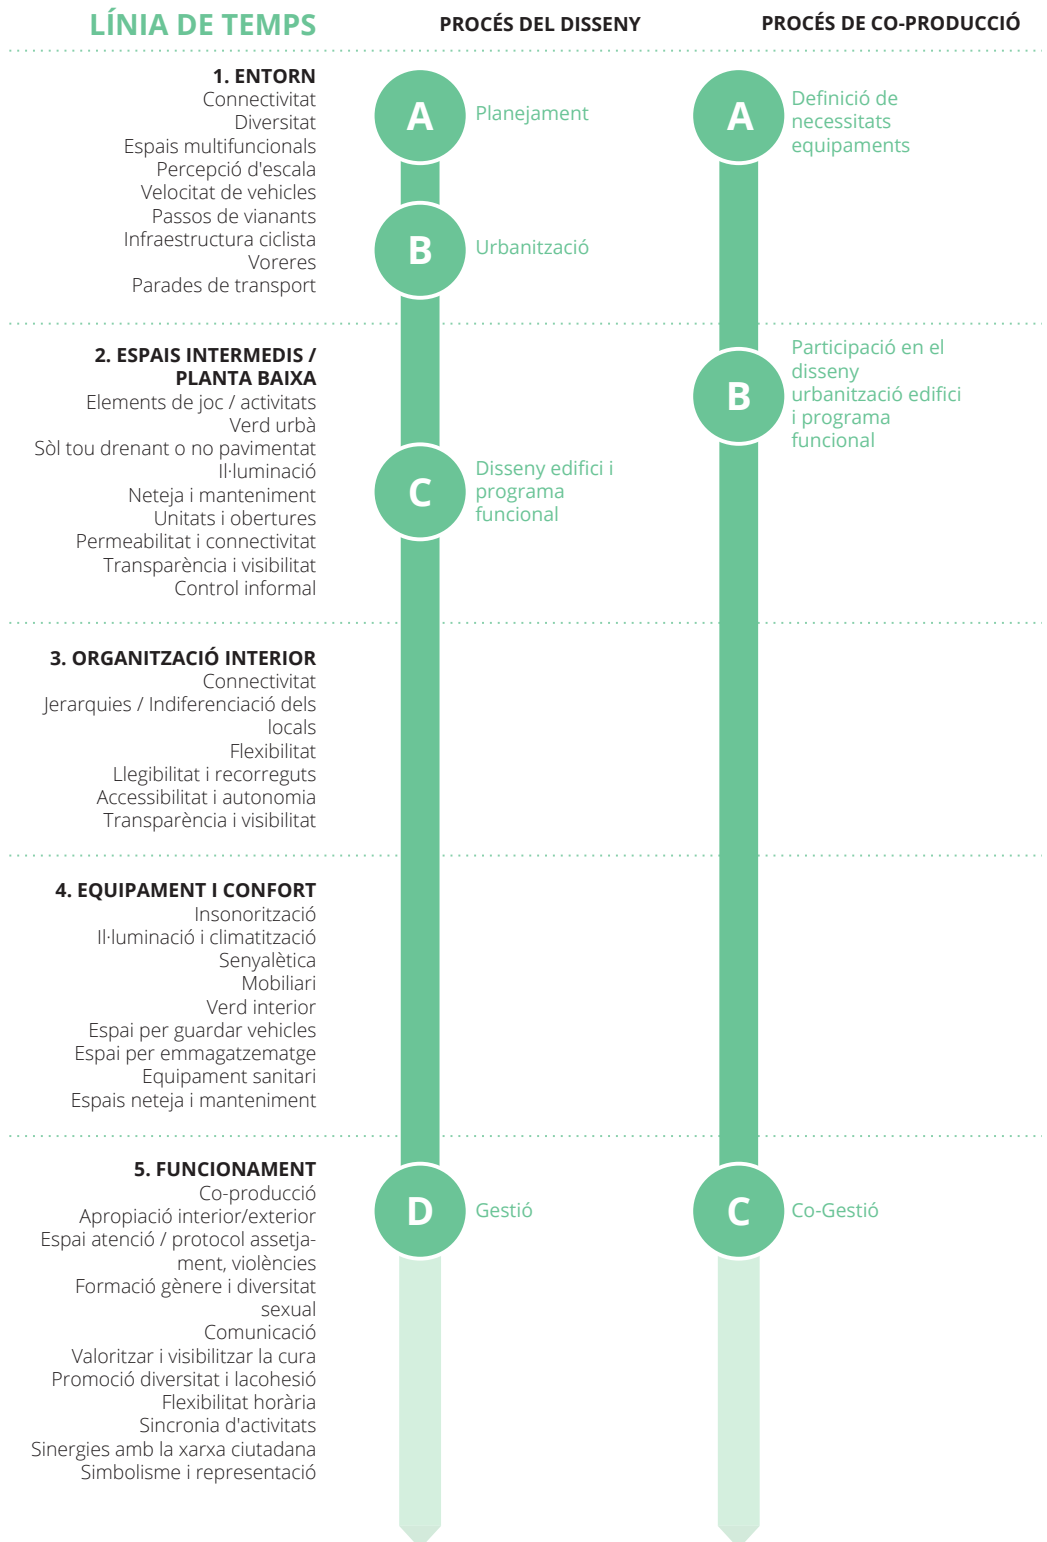 LÍNIA DE TEMPS
PROCÉS DEL DISSENY
PROCÉS DE CO-PRODUCCIÓ
1. ENTORN
Connectivitat
Diversitat
Espais multifuncionals
Percepció d'escala
Velocitat de vehicles
Passos de vianants
Infraestructura ciclista
Voreres
Parades de transport
A
Planejament
B
Urbanització
A
Definició de
necessitats
equipaments
2. ESPAIS INTERMEDIS /
PLANTA BAIXA
Elements de joc / activitats
Verd urbà
Sòl tou drenant o no pavimentat
Il·luminació
Neteja i manteniment
Unitats i obertures
Permeabilitat i connectivitat
Transparència i visibilitat
Control informal
C
Disseny edifici i
programa
funcional
B
Participació en el
disseny
urbanització edifici
i programa
funcional
3. ORGANITZACIÓ INTERIOR
Connectivitat
Jerarquies / Indiferenciació dels
locals
Flexibilitat
Llegibilitat i recorreguts
Accessibilitat i autonomia
Transparència i visibilitat
4. EQUIPAMENT I CONFORT
Insonorització
Il·luminació i climatització
Senyalètica
Mobiliari
Verd interior
Espai per guardar vehicles
Espai per emmagatzematge
Equipament sanitari
Espais neteja i manteniment
5. FUNCIONAMENT
Co-producció
Apropiació interior/exterior
Espai atenció / protocol assetja-
ment, violències
Formació gènere i diversitat
sexual
Comunicació
Valoritzar i visibilitzar la cura
Promoció diversitat i lacohesió
Flexibilitat horària
Sincronia d'activitats
Sinergies amb la xarxa ciutadana
Simbolisme i representació
D
Gestió
C
Co-Gestió